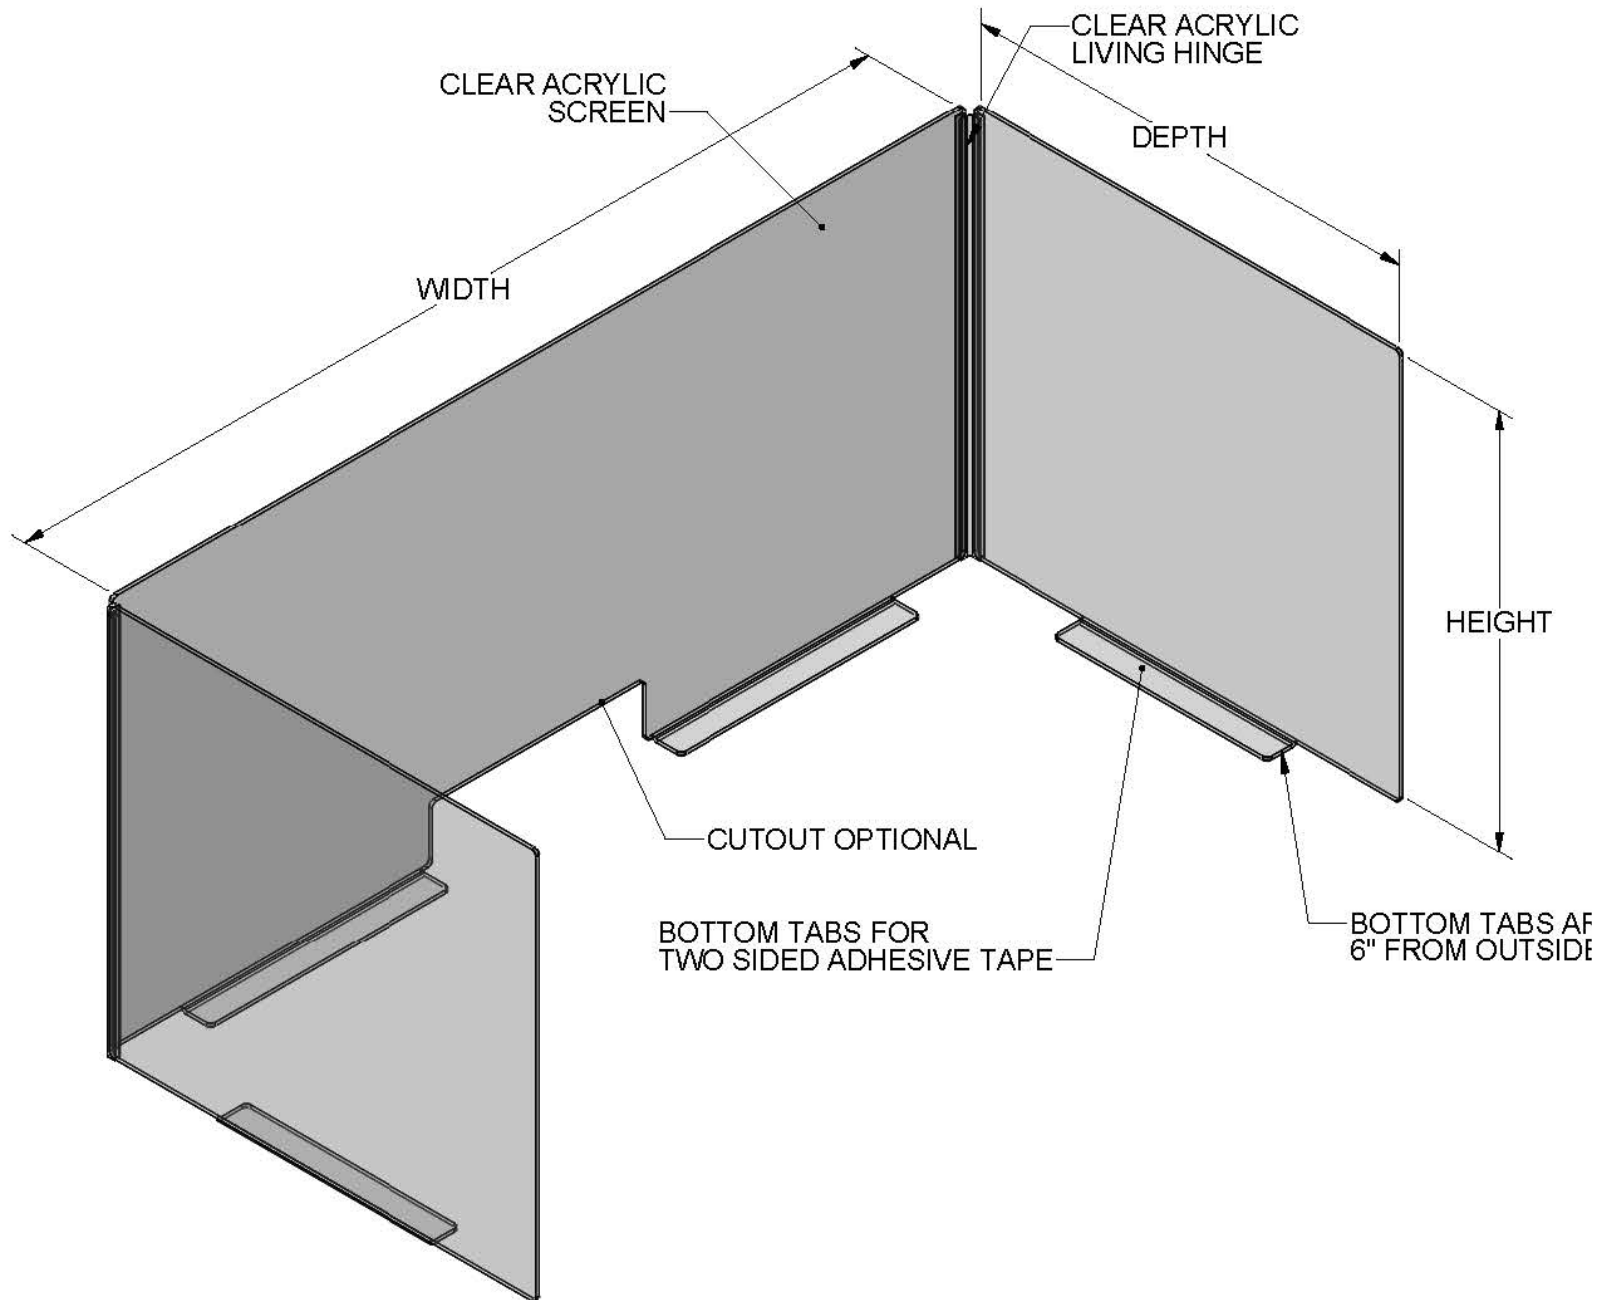 CLEAR ACRYLIC
LIVING HINGE
CLEAR ACRYLIC
SCREEN
DEPTH
WIDTH
HEIGHT
CUTOUT OPTIONAL
BOTTOM TABS FOR
TWO SIDED ADHESIVE TAPE
BOTTOM TABS
6" FROM OUTSIDE